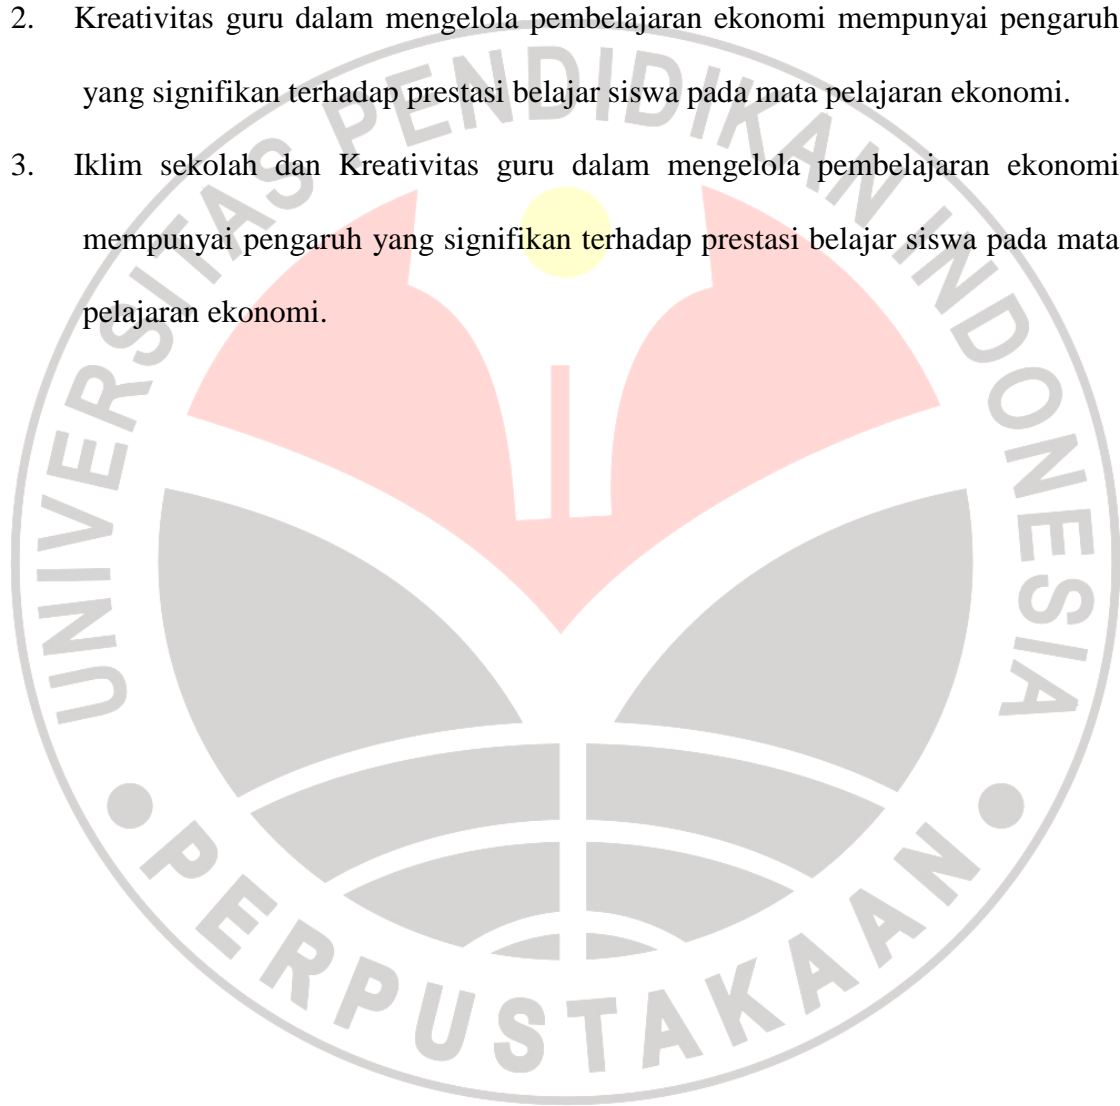 2. Kreativitas guru dalam mengelola pembelajaran ekonomi mempunyai pengaruh
yang signifikan terhadap prestasi belajar siswa pada mata pelajaran ekonomi.
3. Iklim sekolah dan Kreativitas guru dalam mengelola pembelajaran ekonomi
mempunyai pengaruh yang signifikan terhadap prestasi belajar siswa pada mata
pelajaran ekonomi.
UNIVERSITAS PENDIDIKAN INDONESIA
PERPUSTAKAAN